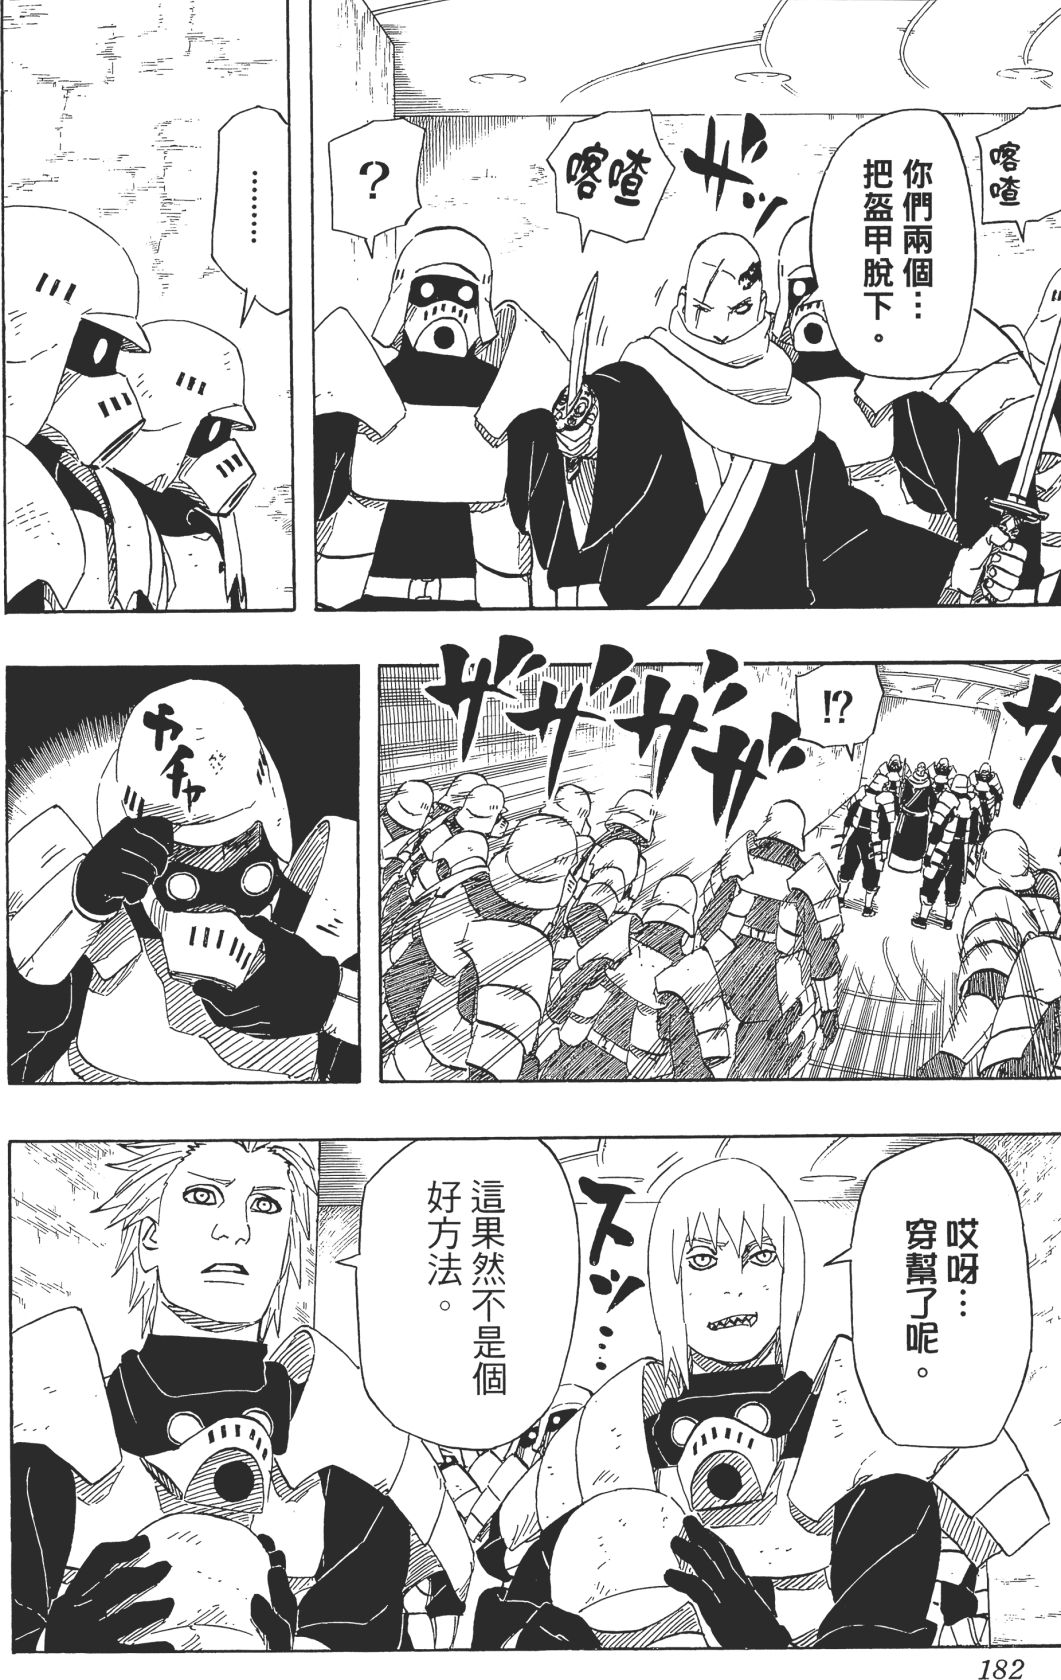 喀
喳
你們兩個…
把盔甲脫下。
ザッ
喀喳
？
………
ザ
!?
ザザザザ
カチャ
哎呀…
穿幫了呢。
スッ…
這果然不是個
好方法。
182